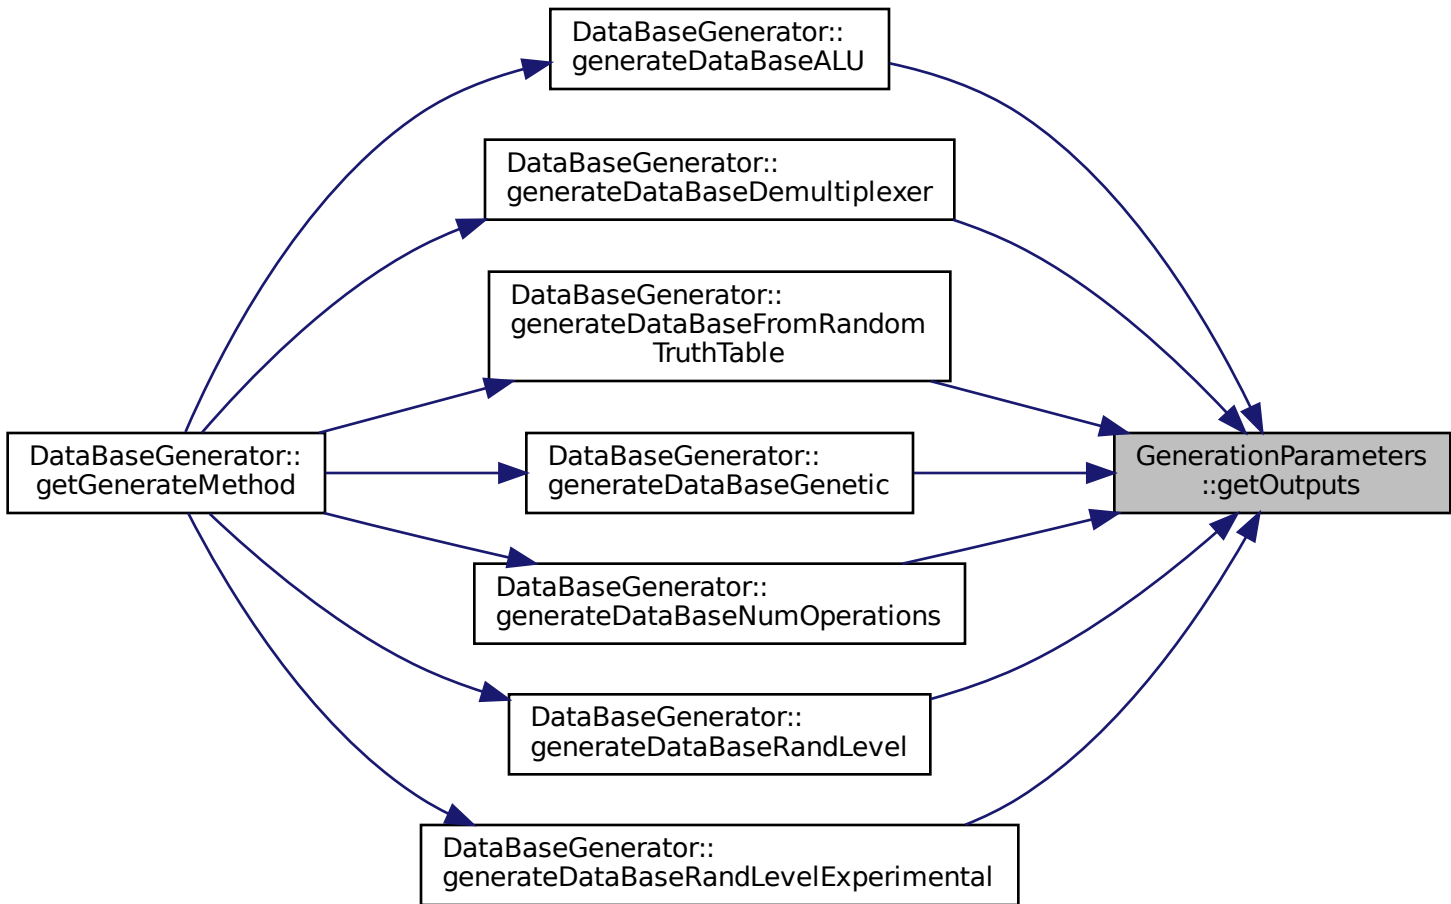 DataBaseGenerator::
generateDataBaseALU
DataBaseGenerator::
generateDataBaseDemultiplexer
DataBaseGenerator::
generateDataBaseFromRandom
TruthTable
DataBaseGenerator::
getGenerateMethod
DataBaseGenerator::
generateDataBaseGenetic
GenerationParameters
::getOutputs
DataBaseGenerator::
generateDataBaseNumOperations
DataBaseGenerator::
generateDataBaseRandLevel
DataBaseGenerator::
generateDataBaseRandLevelExperimental